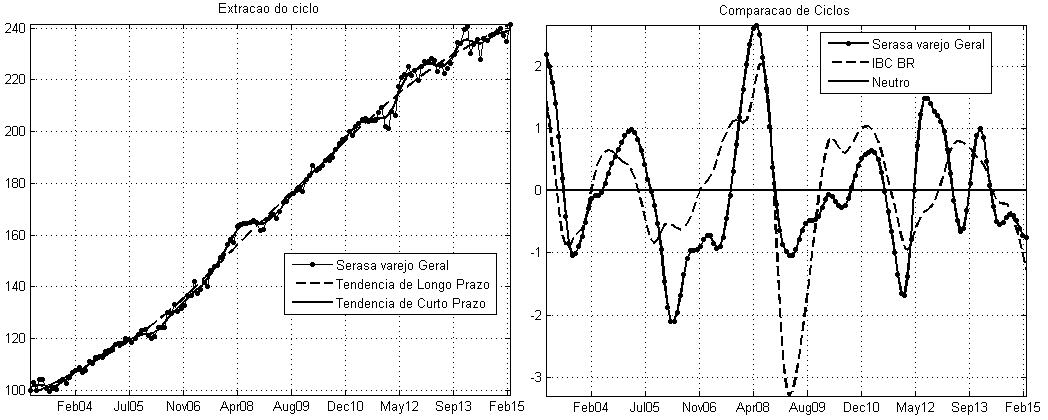 Extracao do ciclo
240
220
200
180
160
140
120
100
Serasa varejo Geral
Tendencia de Longo Prazo
Tendencia de Curto Prazo
Feb04 Jul05 Nov06 Apr08 Aug09 Dec10 May12 Sep13 Feb15
Comparacao de Ciclos
2
1
0
-1
-2
-3
Serasa varejo Geral
IBC BR
Neutro
Feb04 Jul05 Nov06 Apr08 Aug09 Dec10 May12 Sep13 Feb15